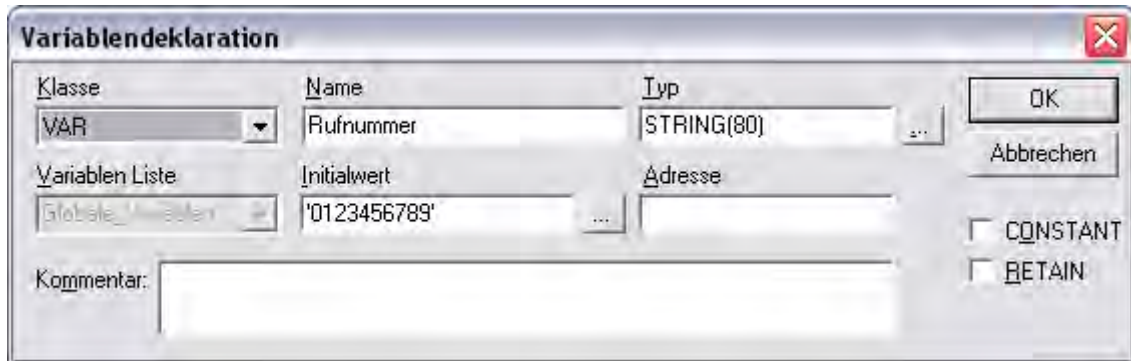 Variablendeklaration
Klasse Name Typ
VAR Rufnummer STRING(80) ... OK
Abbrechen
Variablen Liste Initialwert Adresse
'0123456789' ...
CONSTANT
Kommentar: RETAIN